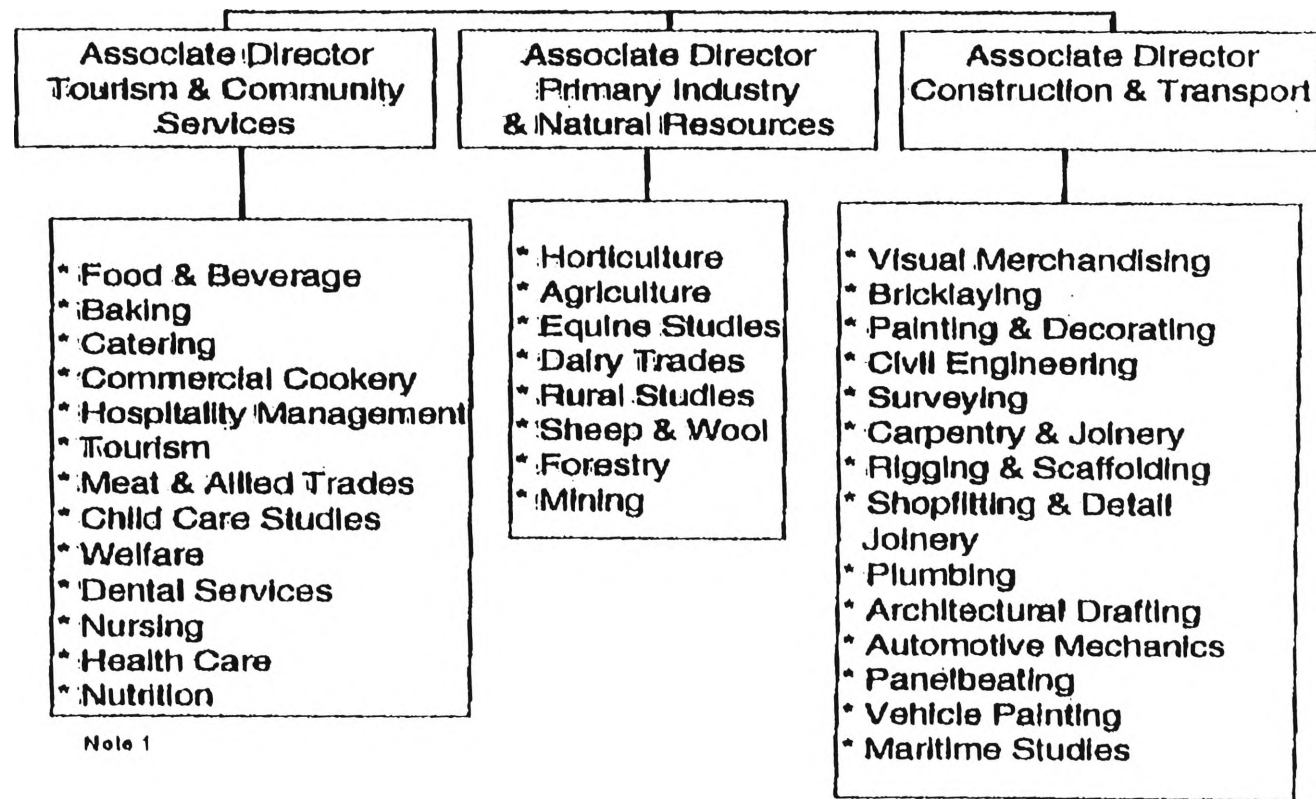 Associate Director
Tourism & Community
Services
* Food & Beverage
* Baking
* Catering
* Commercial Cookery
* Hospitality Management
* Tourism
* Meat & Allied Trades
* Child Care Studies
* Welfare
* Dental Services
* Nursing
* Health Care
* Nutrition
Note 1
Associate Director
Primary Industry
& Natural Resources
* Horticulture
* Agriculture
* Equine Studies
* Dairy Trades
* Rural Studies
* Sheep & Wool
* Forestry
* Mining
Associate Director
Construction & Transport
* Visual Merchandising
* Bricklaying
* Painting & Decorating
* Civil Engineering
* Surveying
* Carpentry & Joinery
* Rigging & Scaffolding
* Shopfitting & Detail
Joinery
* Plumbing
* Architectural Drafting
* Automotive Mechanics
* Panelbeating
* Vehicle Painting
* Maritime Studies